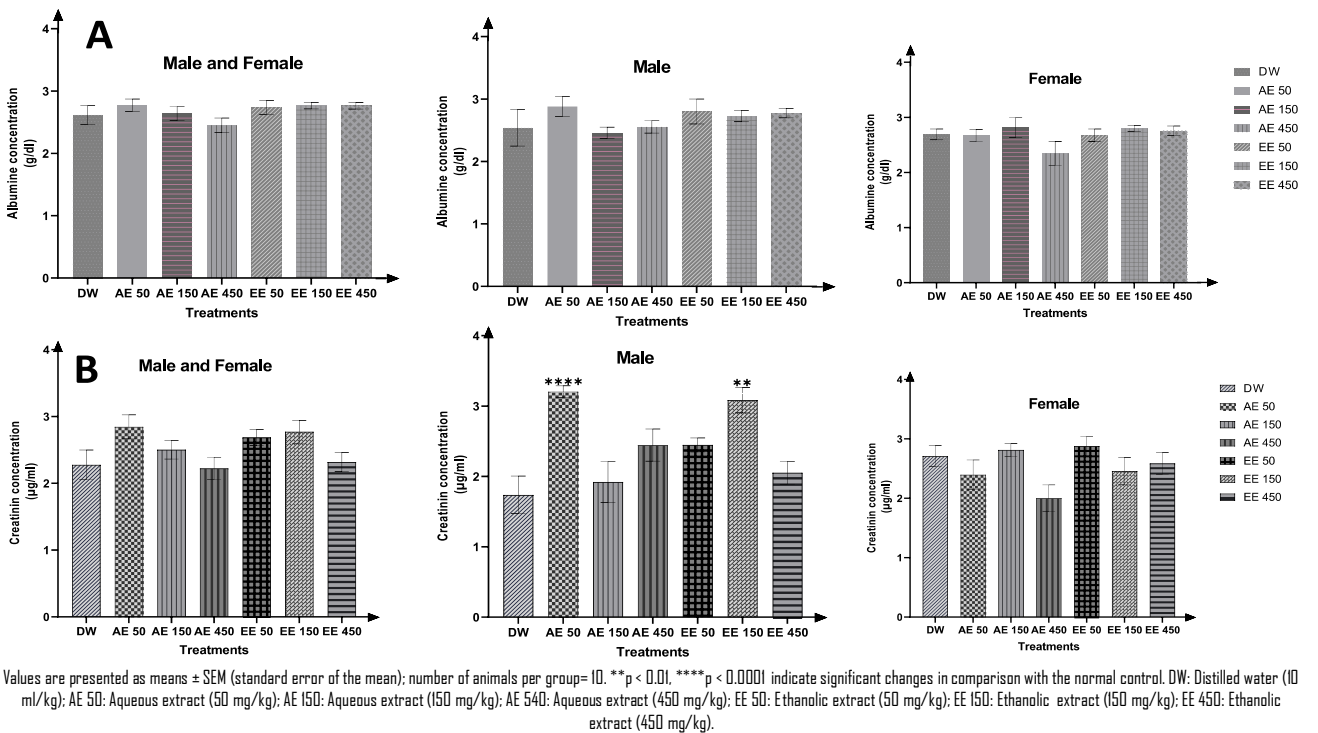 A
Male and Female
Albumine concentration
(g/dl)
4
3
2
1
0
DW AE 50 AE 150 AE 450 EE 50 EE 150 EE 450
Treatments
Male
Albumine concentration
(g/dl)
4
3
2
1
0
DW AE 50 AE 150 AE 450 EE 50 EE 150 EE 450
Treatments
Female
Albumine concentration
(g/dl)
4
3
2
1
0
DW AE 50 AE 150 AE 450 EE 50 EE 150 EE 450
Treatments
DW
AE 50
AE 150
AE 450
EE 50
EE 150
EE 450
B
Male and Female
Creatinin concentration
(µg/ml)
4
3
2
1
0
DW AE 50 AE 150 AE 450 EE 50 EE 150 EE 450
Treatments
Male
Creatinin concentration
(µg/ml)
4
3
2
1
0
**** **
DW AE 50 AE 150 AE 450 EE 50 EE 150 EE 450
Treatments
Female
Creatinin concentration
(µg/ml)
4
3
2
1
0
DW AE 50 AE 150 AE 450 EE 50 EE 150 EE 450
Treatments
DW
AE 50
AE 150
AE 450
EE 50
EE 150
EE 450
Values are presented as means ± SEM (standard error of the mean); number of animals per group= 10. **p < 0.01, ****p < 0.0001 indicate significant changes in comparison with the normal control. DW: Distilled water (10
ml/kg); AE 50: Aqueous extract (50 mg/kg); AE 150: Aqueous extract (150 mg/kg); AE 540: Aqueous extract (450 mg/kg); EE 50: Ethanolic extract (50 mg/kg); EE 150: Ethanolic extract (150 mg/kg); EE 450: Ethanolic
extract (450 mg/kg).